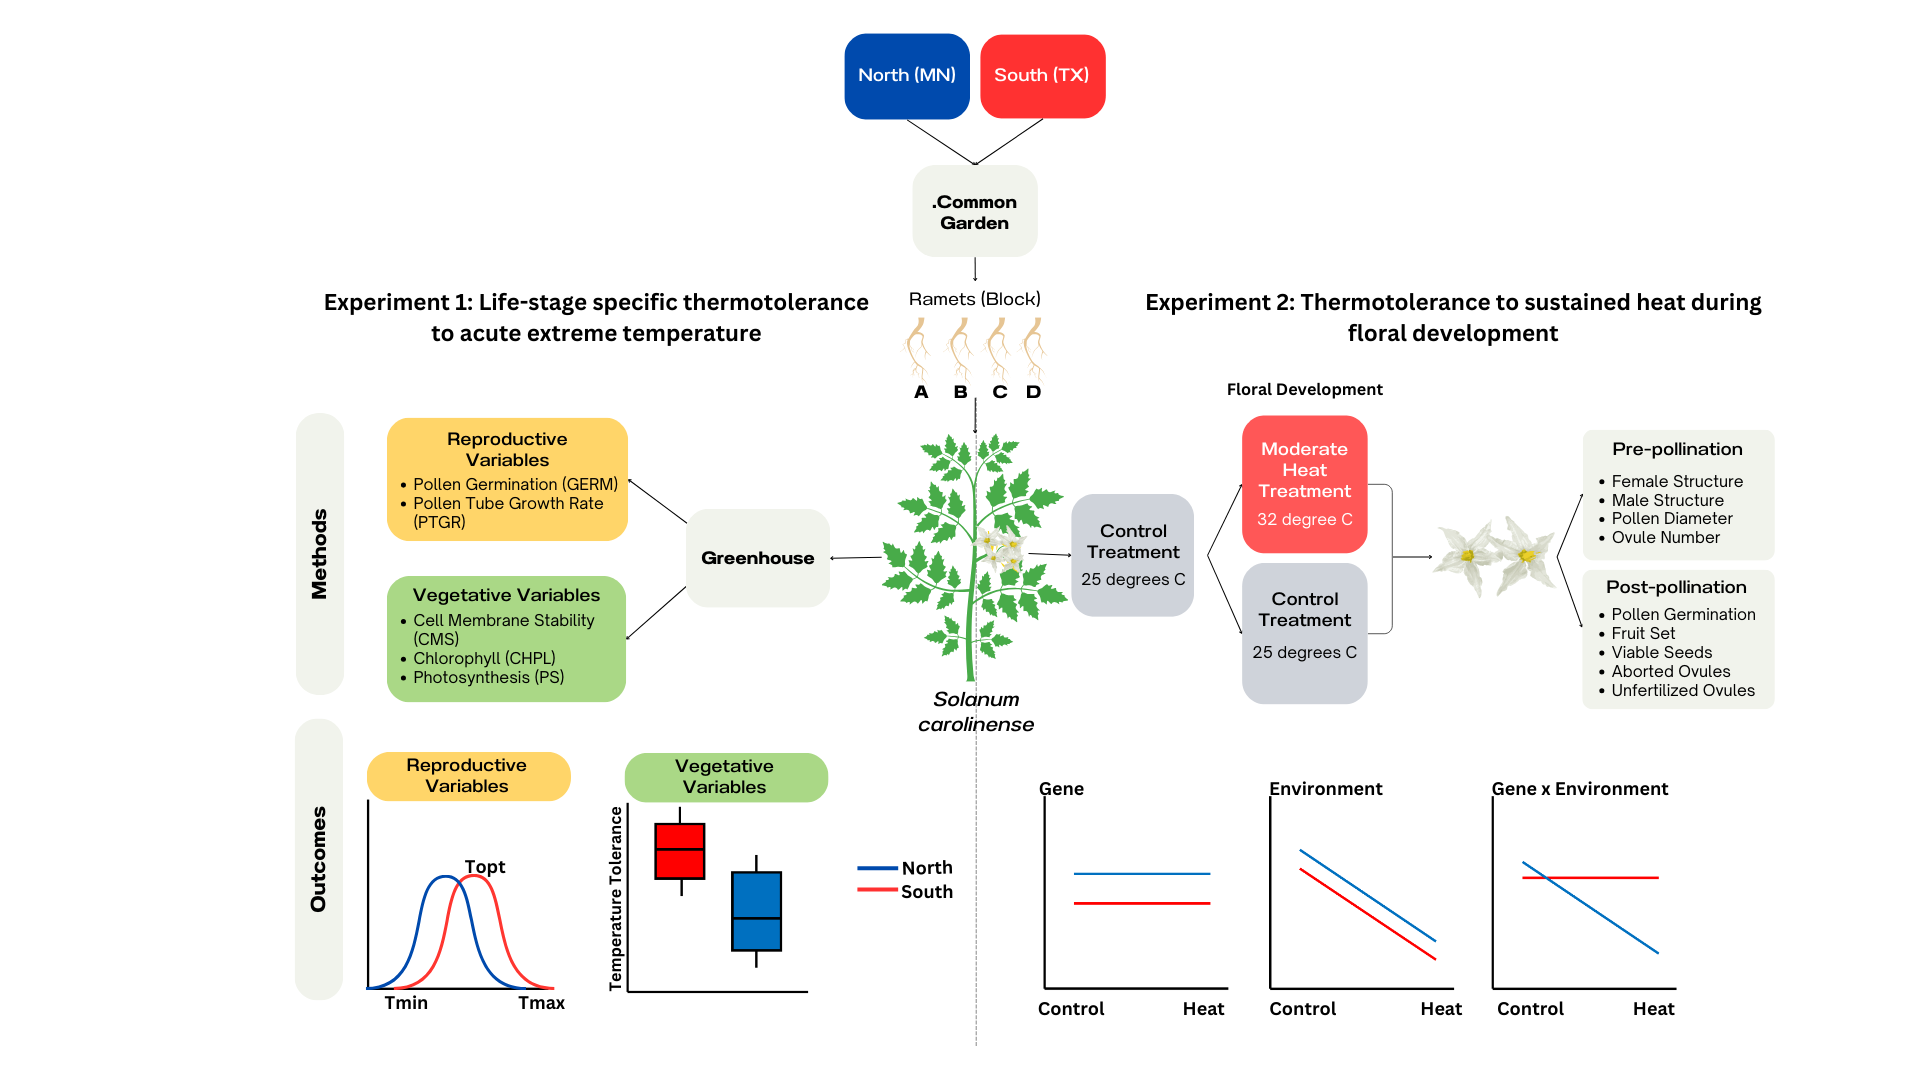 North (MN)
South (TX)
.Common
Garden
Experiment 1: Life-stage specific thermotolerance
to acute extreme temperature
Ramets (Block)
A B C D
Experiment 2: Thermotolerance to sustained heat during
floral development
Floral Development
Methods
Reproductive
Variables
• Pollen Germination (GERM)
• Pollen Tube Growth Rate
(PTGR)
Vegetative Variables
• Cell Membrane Stability
(CMS)
• Chlorophyll (CHPL)
• Photosynthesis (PS)
Greenhouse
Solanum
carolinense
Control
Treatment
25 degrees C
Moderate
Heat
Treatment
32 degree C
Control
Treatment
25 degrees C
Pre-pollination
• Female Structure
• Male Structure
• Pollen Diameter
• Ovule Number
Post-pollination
• Pollen Germination
• Fruit Set
• Viable Seeds
• Aborted Ovules
• Unfertilized Ovules
Outcomes
Reproductive
Variables
Topt
Tmin
Tmax
Vegetative
Variables
Temperature Tolerance
North
South
Gene
Control
Heat
Environment
Control
Heat
Gene x Environment
Control
Heat